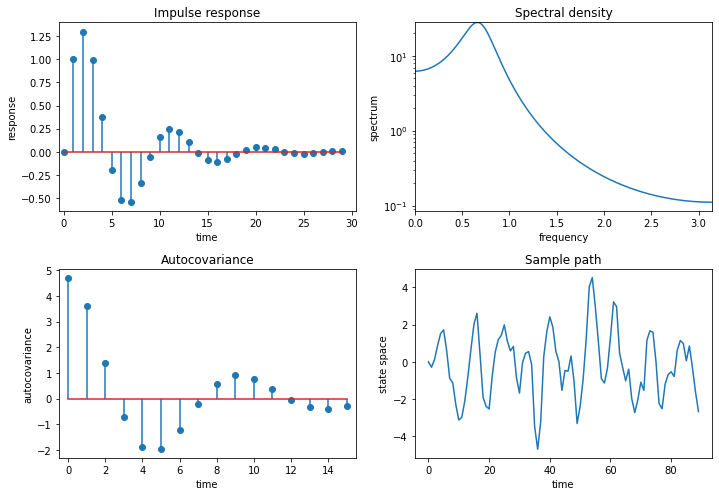 Impulse response
1.25
1.00
0.75
0.50
0.25
0.00
−0.25
−0.50
response
0 5 10 15 20 25 30
time
Spectral density
10¹
10⁰
10⁻¹
spectrum
0.0 0.5 1.0 1.5 2.0 2.5 3.0
frequency
Autocovariance
5
4
3
2
1
0
−1
−2
autocovariance
0 2 4 6 8 10 12 14
time
Sample path
4
2
0
−2
−4
state space
0 20 40 60 80
time